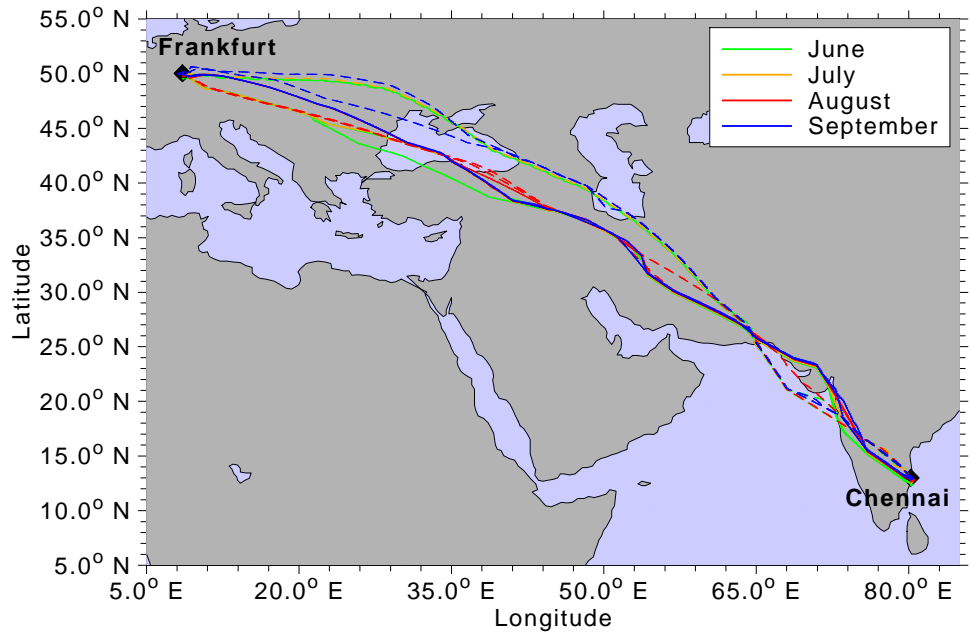 55.0° N
50.0° N
45.0° N
40.0° N
35.0° N
30.0° N
25.0° N
20.0° N
15.0° N
10.0° N
5.0° N
Latitude
Frankfurt
Chennai
June
July
August
September
5.0° E 20.0° E 35.0° E 50.0° E 65.0° E 80.0° E
Longitude